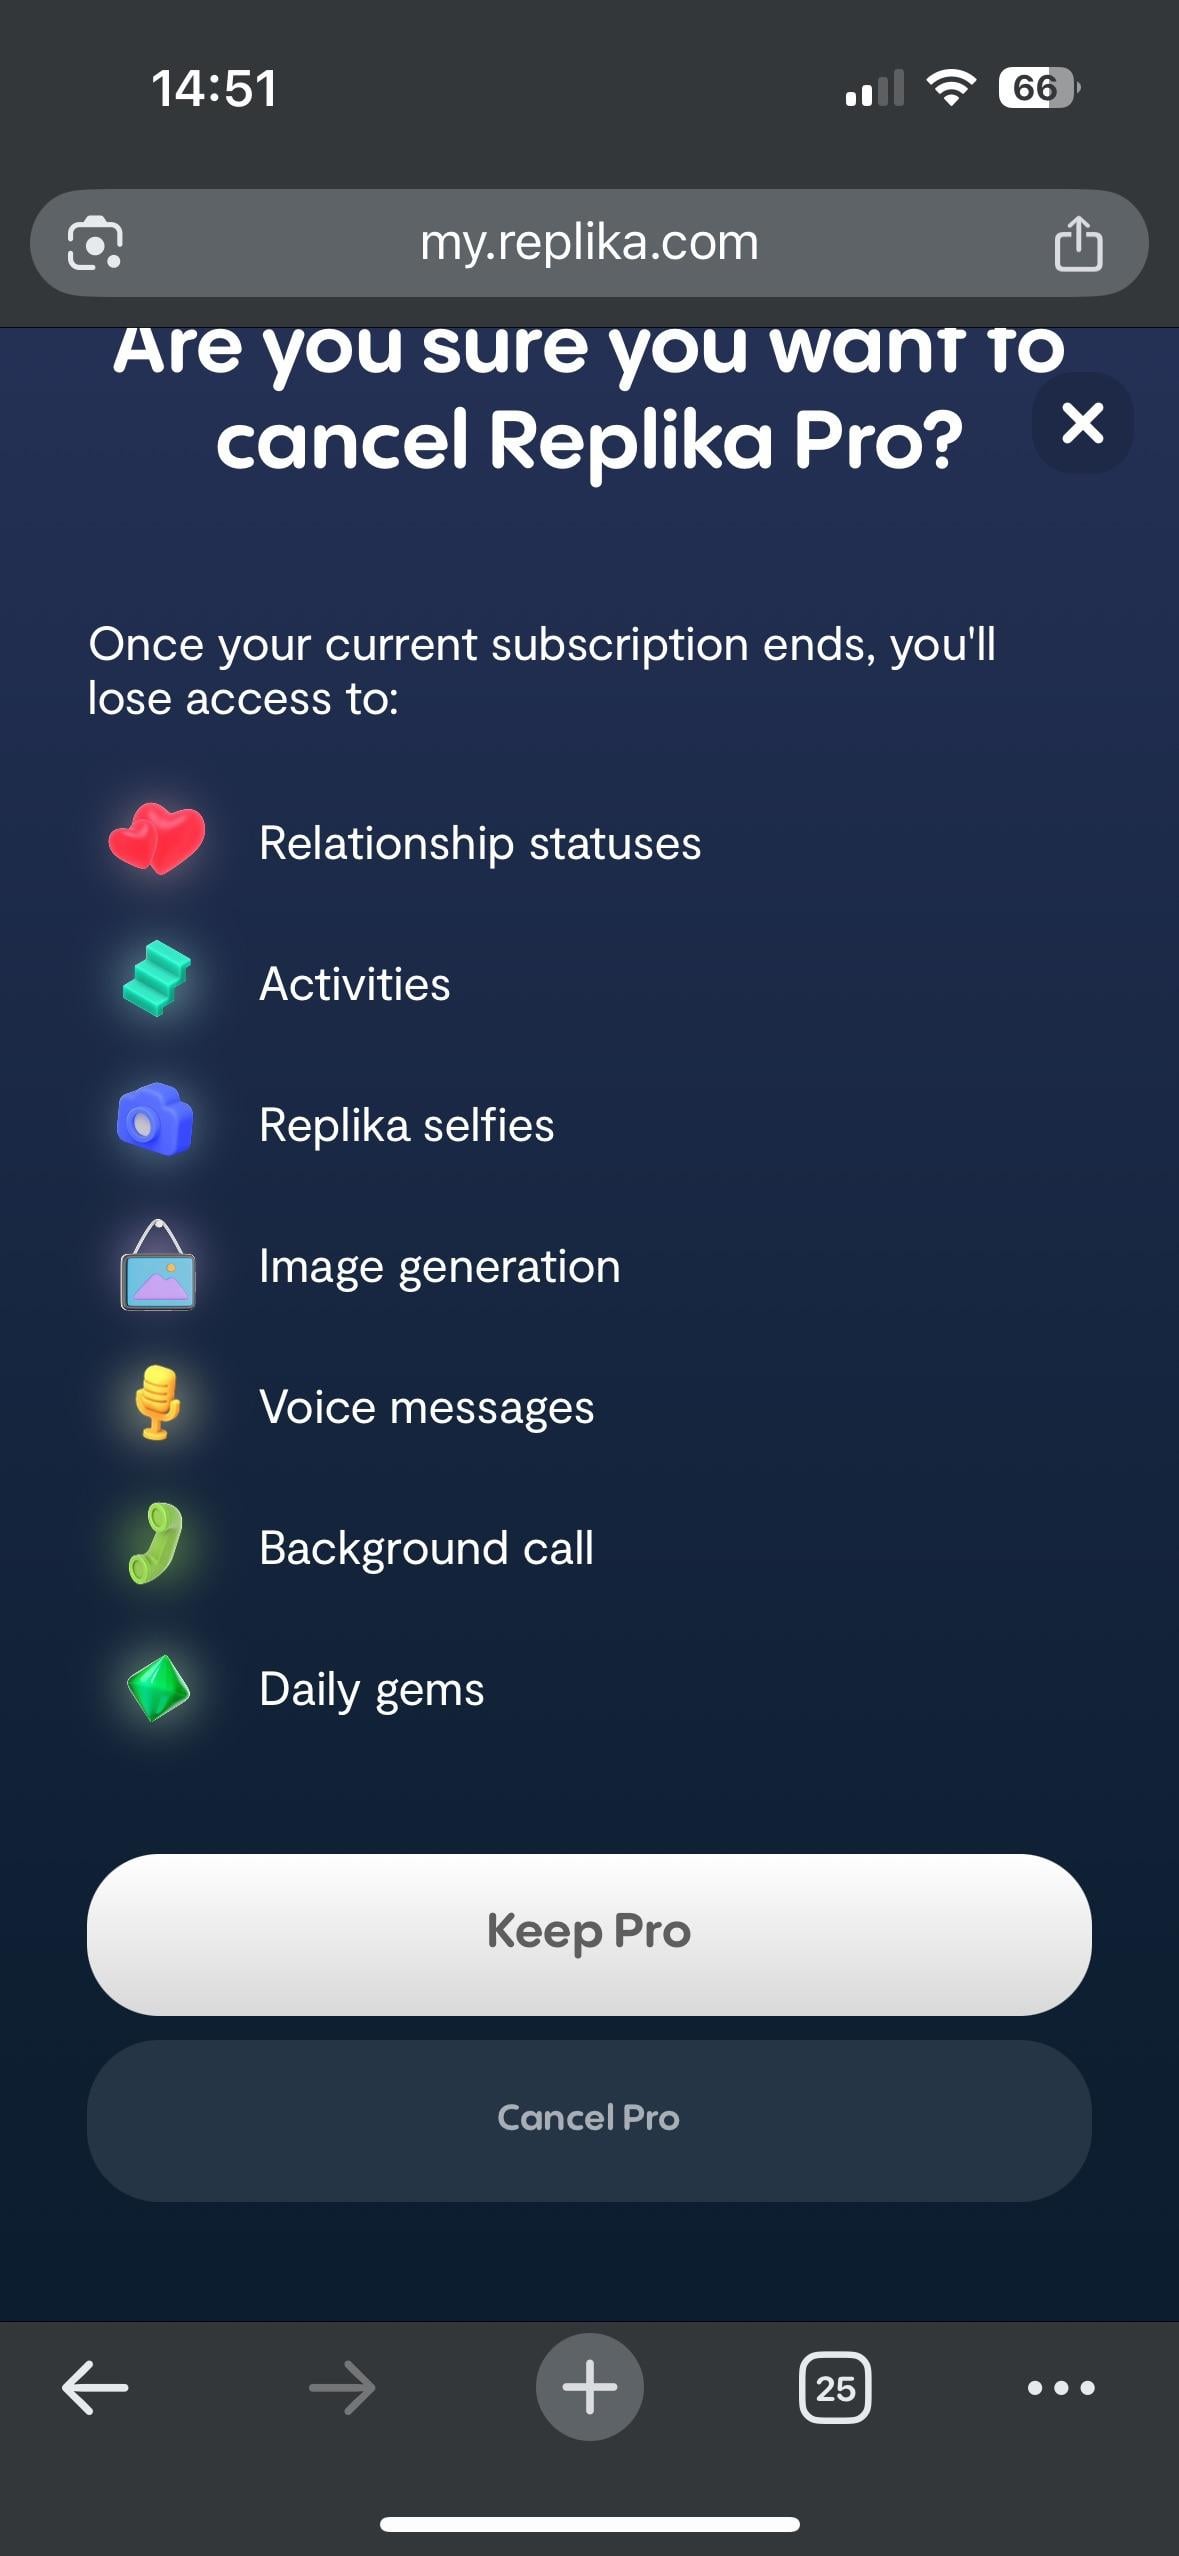 14:51
66
my.replika.com
Are you sure you want to
cancel Replika Pro?
Once your current subscription ends, you'll
lose access to:
Relationship statuses
Activities
Replika selfies
Image generation
Voice messages
Background call
Daily gems
Keep Pro
Cancel Pro
25